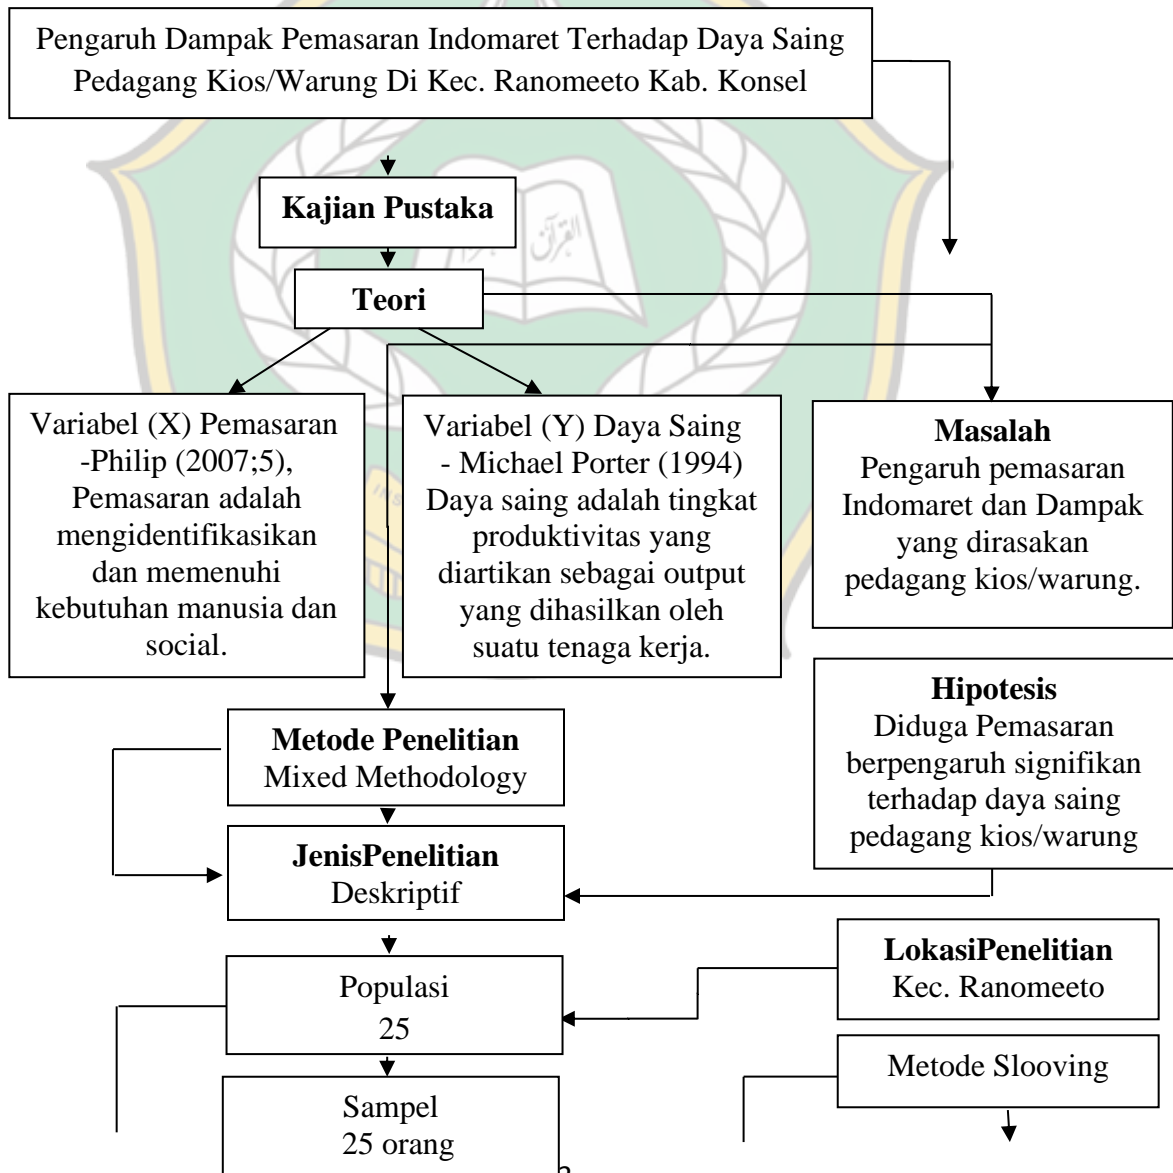 Pengaruh Dampak Pemasaran Indomaret Terhadap Daya Saing
Pedagang Kios/Warung Di Kec. Ranomeeto Kab. Konsel
Kajian Pustaka
Teori
Variabel (X) Pemasaran
-Philip (2007;5),
Pemasaran adalah
mengidentifikasikan
dan memenuhi
kebutuhan manusia dan
social.
Variabel (Y) Daya Saing
- Michael Porter (1994)
Daya saing adalah tingkat
produktivitas yang
diartikan sebagai output
yang dihasilkan oleh
suatu tenaga kerja.
Masalah
Pengaruh pemasaran
Indomaret dan Dampak
yang dirasakan
pedagang kios/warung.
Hipotesis
Diduga Pemasaran
berpengaruh signifikan
terhadap daya saing
pedagang kios/warung
Metode Penelitian
Mixed Methodology
JenisPenelitian
Deskriptif
LokasiPenelitian
Kec. Ranomeeto
Populasi
25
Metode Slooving
Sampel
25 orang